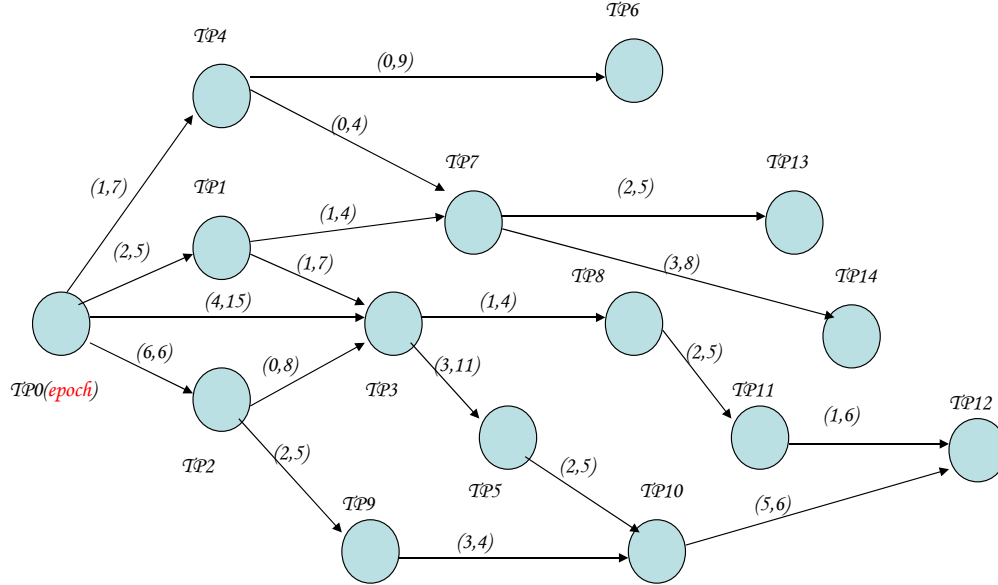 TP6
TP4
(0,9)
(0,4)
TP7
TP13
(1,7)
TP1
(2,5)
(1,4)
(2,5)
(1,7)
(3,8)
TP8
TP14
(4,15)
(1,4)
(6,6)
(0,8)
(3,11)
(2,5)
TP0(epoch)
TP3
TP11
TP12
(1,6)
TP2
(2,5)
TP5
(2,5)
TP10
TP9
(5,6)
(3,4)